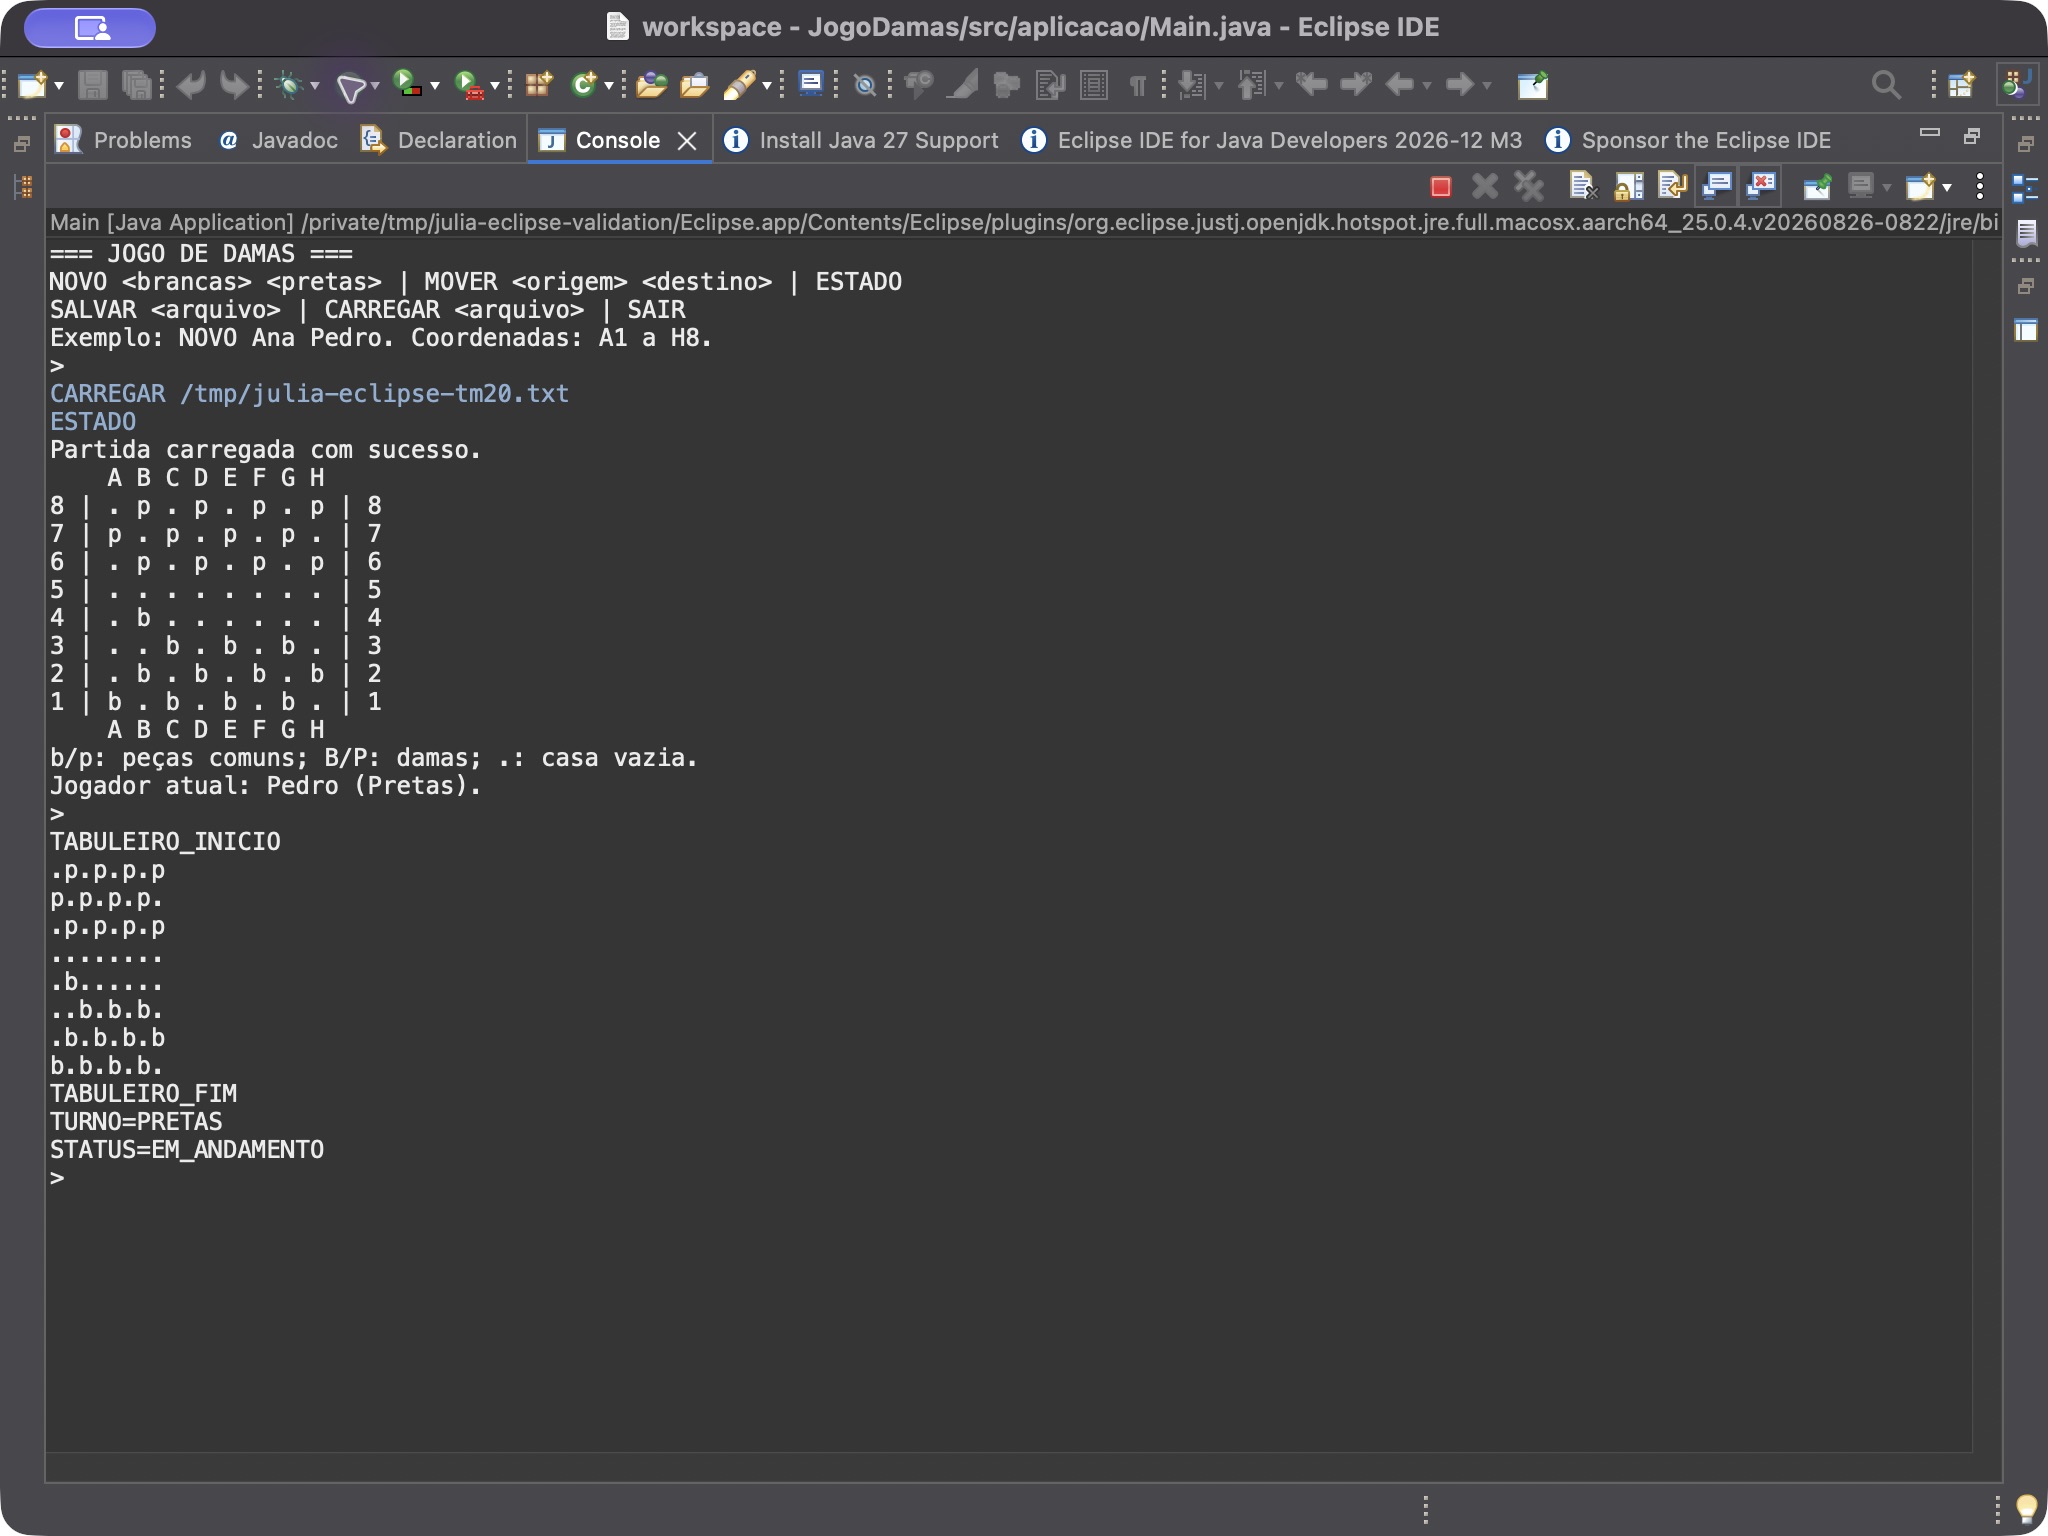 workspace - JogoDamas/src/aplicacao/Main.java - Eclipse IDE
Problems
@ Javadoc
Declaration
Console
Install Java 27 Support
Eclipse IDE for Java Developers 2026-12 M3
Sponsor the Eclipse IDE
Main [Java Application] /private/tmp/julia-eclipse-validation/Eclipse.app/Contents/Eclipse/plugins/org.eclipse.justj.openjdk.hotspot.jre.full.macosx.aarch64_25.0.4.v20260826-0822/jre/bi
=== JOGO DE DAMAS ===
NOVO <brancas> <pretas> | MOVER <origem> <destino> | ESTADO
SALVAR <arquivo> | CARREGAR <arquivo> | SAIR
Exemplo: NOVO Ana Pedro. Coordenadas: A1 a H8.
>
CARREGAR /tmp/julia-eclipse-tm20.txt
ESTADO
Partida carregada com sucesso.
    A B C D E F G H
8 | . p . p . p . p | 8
7 | p . p . p . p . | 7
6 | . p . p . p . p | 6
5 | . . . . . . . . | 5
4 | . b . . . . . . | 4
3 | . . b . b . b . | 3
2 | . b . b . b . b | 2
1 | b . b . b . b . | 1
    A B C D E F G H
b/p: peças comuns; B/P: damas; .: casa vazia.
Jogador atual: Pedro (Pretas).
>
TABULEIRO_INICIO
.p.p.p.p
p.p.p.p.
.p.p.p.p
........
.b......
..b.b.b.
.b.b.b.b
b.b.b.b.
TABULEIRO_FIM
TURNO=PRETAS
STATUS=EM_ANDAMENTO
>